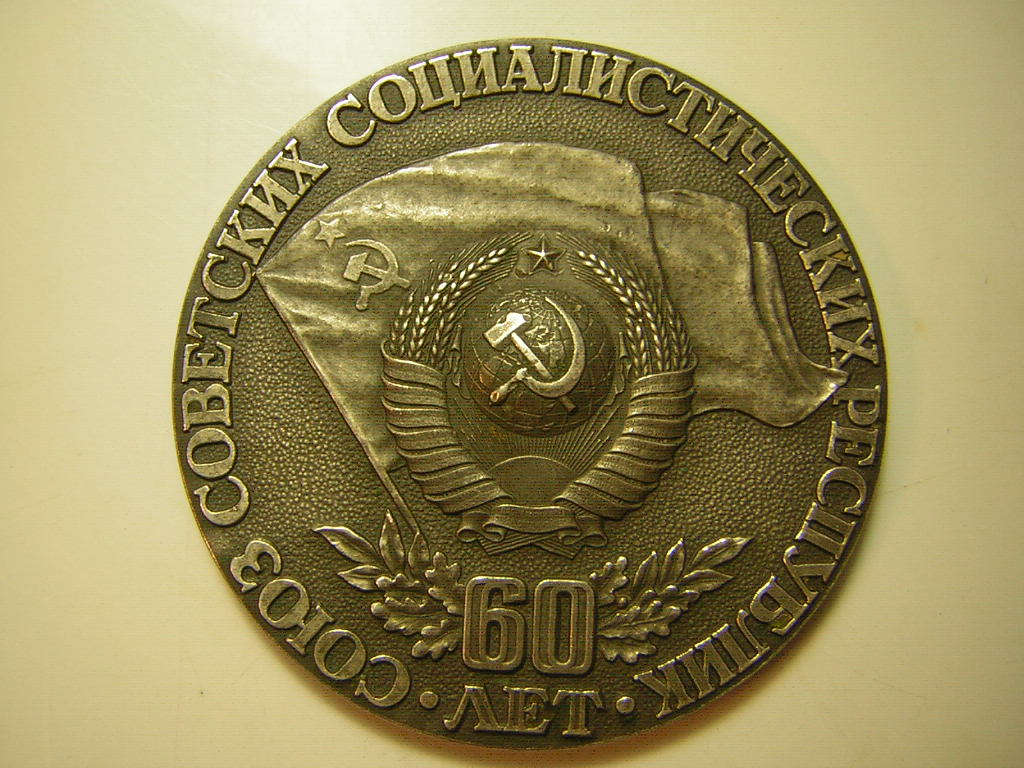 СОЮЗ СОВЕТСКИХ СОЦИАЛИСТИЧЕСКИХ РЕСПУБЛИК
60
· ЛЕТ ·